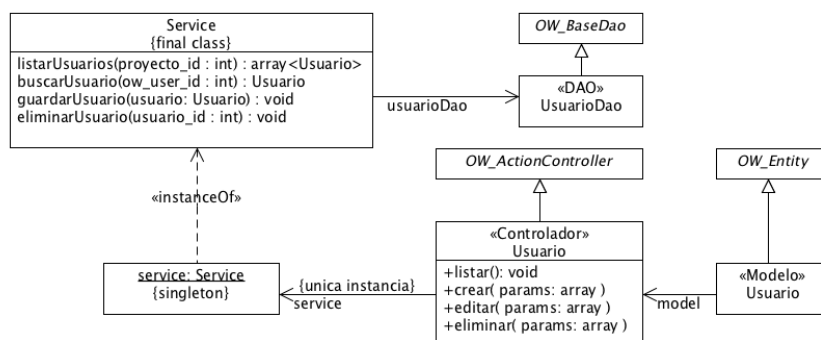 Service
{final class}
listarUsuarios(proyecto_id : int) : array<Usuario>
buscarUsuario(ow_user_id : int) : Usuario
guardarUsuario(usuario: Usuario) : void
eliminarUsuario(usuario_id : int) : void
OW_BaseDao
«DAO»
UsuarioDao
usuarioDao
«instanceOf»
OW_ActionController
OW_Entity
«Controlador»
Usuario
+listar(): void
+crear( params: array )
+editar( params: array )
+eliminar( params: array )
«Modelo»
Usuario
service: Service
{singleton}
{unica instancia}
service
model